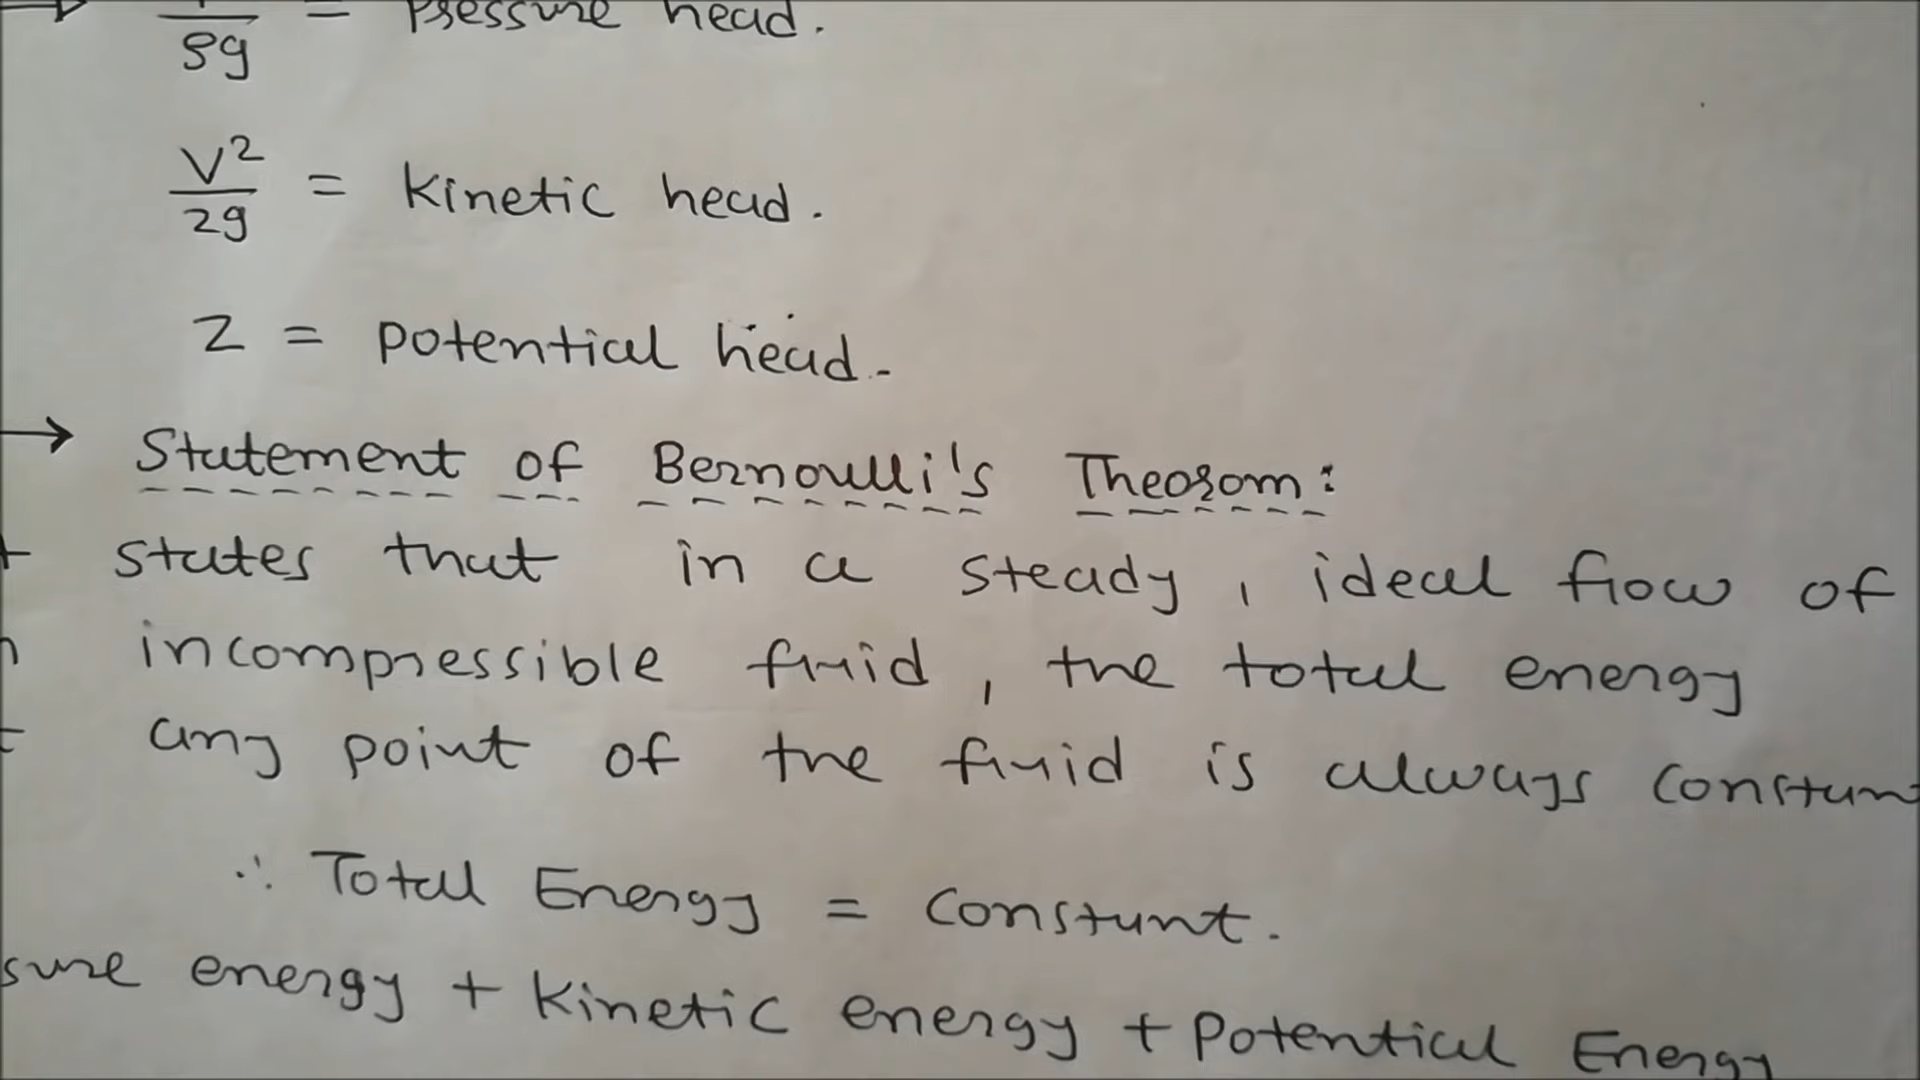 ρg = Pressure head.
V²/2g = Kinetic head.
Z = Potential head.
→ Statement of Bernoulli's Theorom:
states that in a steady, ideal flow of
incompressible fluid, the total energy
any point of the fluid is always constant
∴ Total Energy = Constant.
energy + Kinetic energy + Potential Energy